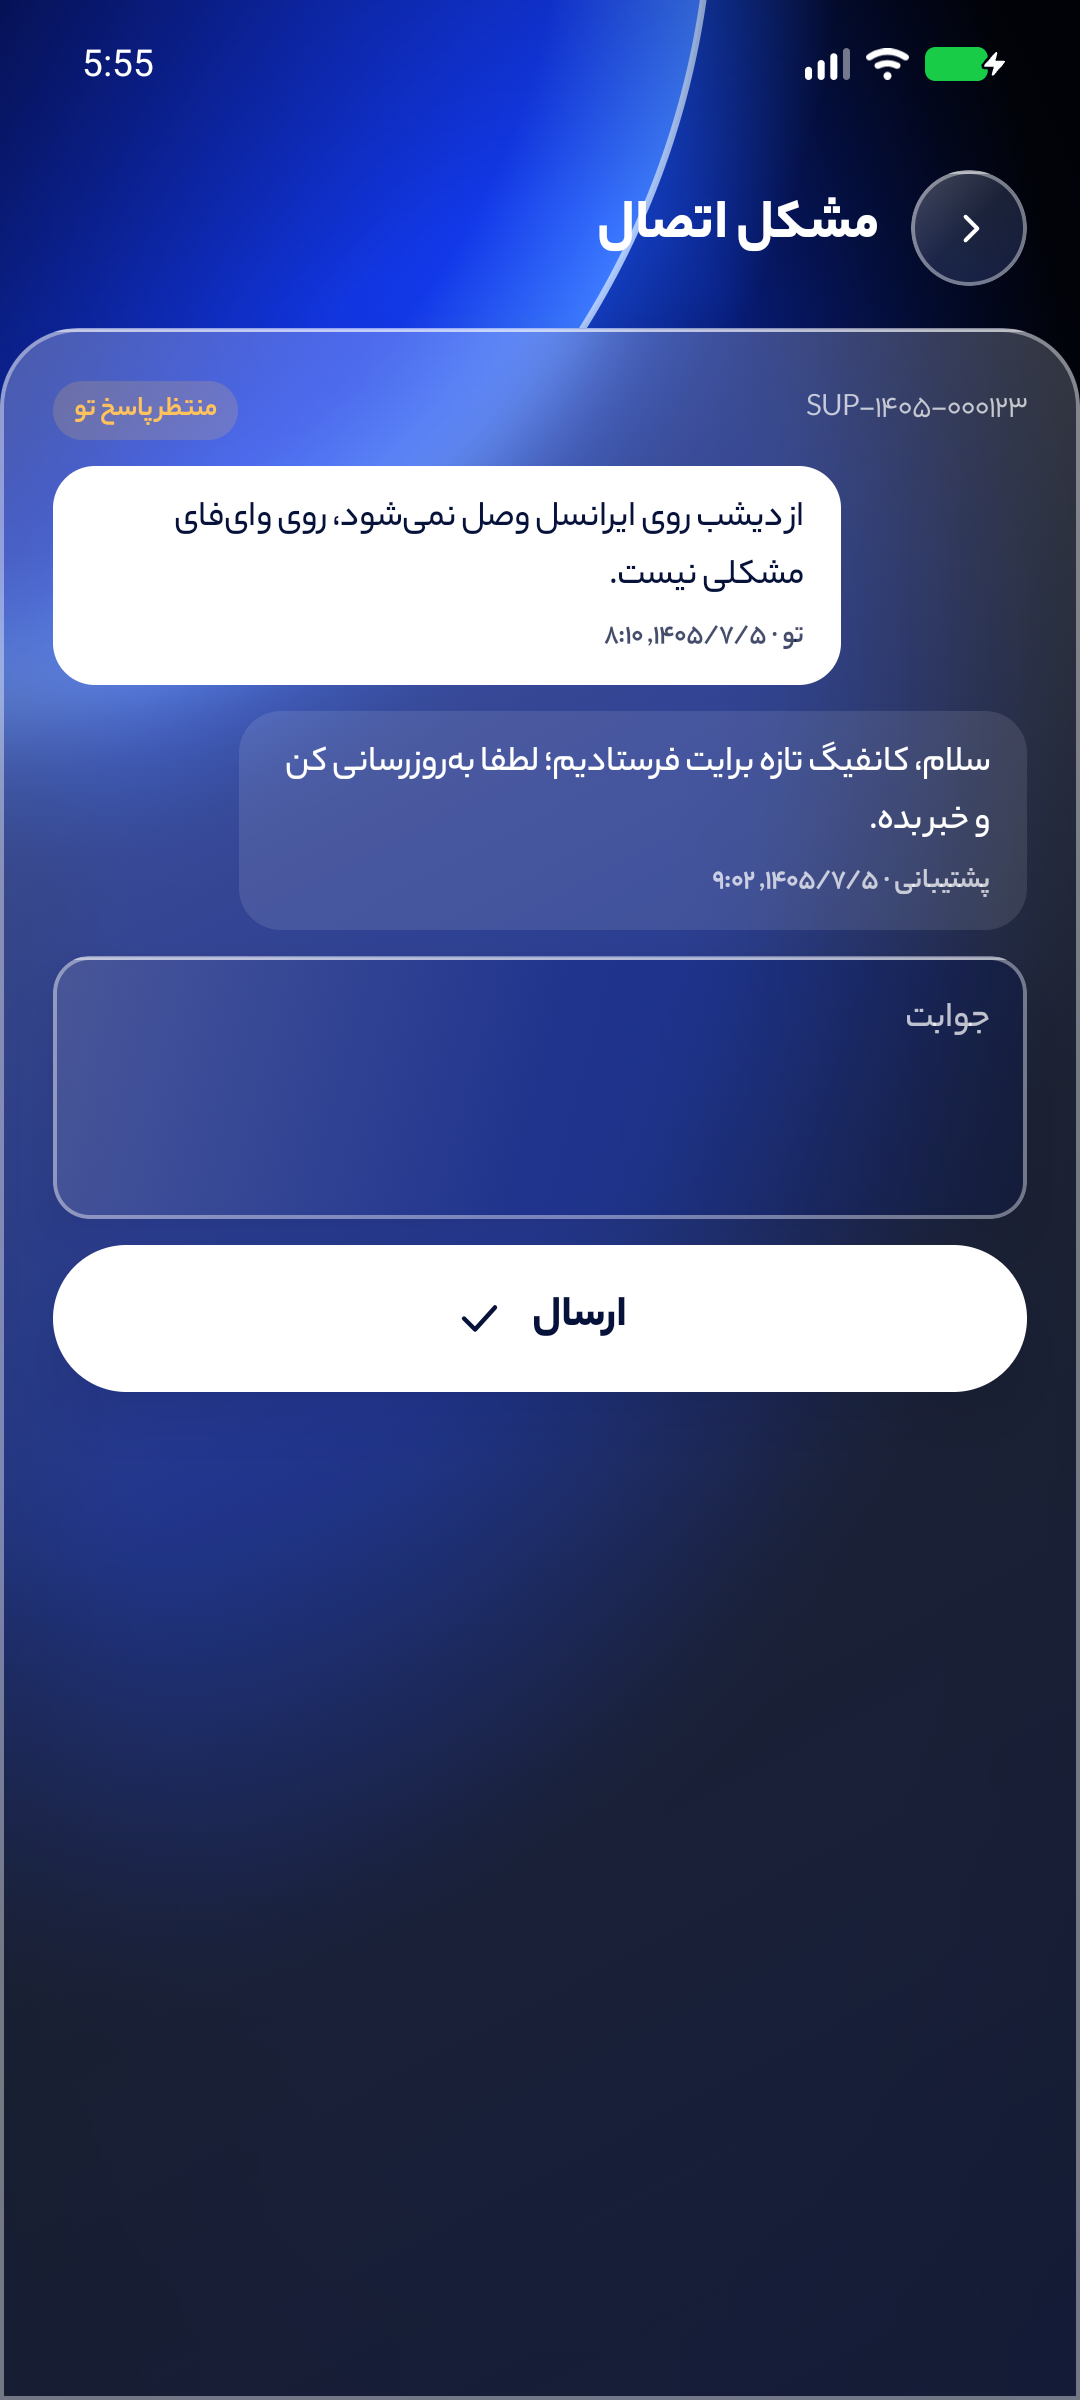 5:55
مشکل اتصال
SUP-۱۴۰۵-۰۰۰۱۲۳
منتظر پاسخ تو
از دیشب روی ایرانسل وصل نمی‌شود، روی وای‌فای
مشکلی نیست.
تو · ۱۴۰۵/۷/۵, ۸:۱۰
سلام، کانفیگ تازه برایت فرستادیم؛ لطفا به‌روزرسانی کن
و خبر بده.
پشتیبانی · ۱۴۰۵/۷/۵, ۹:۰۲
جوابت
ارسال